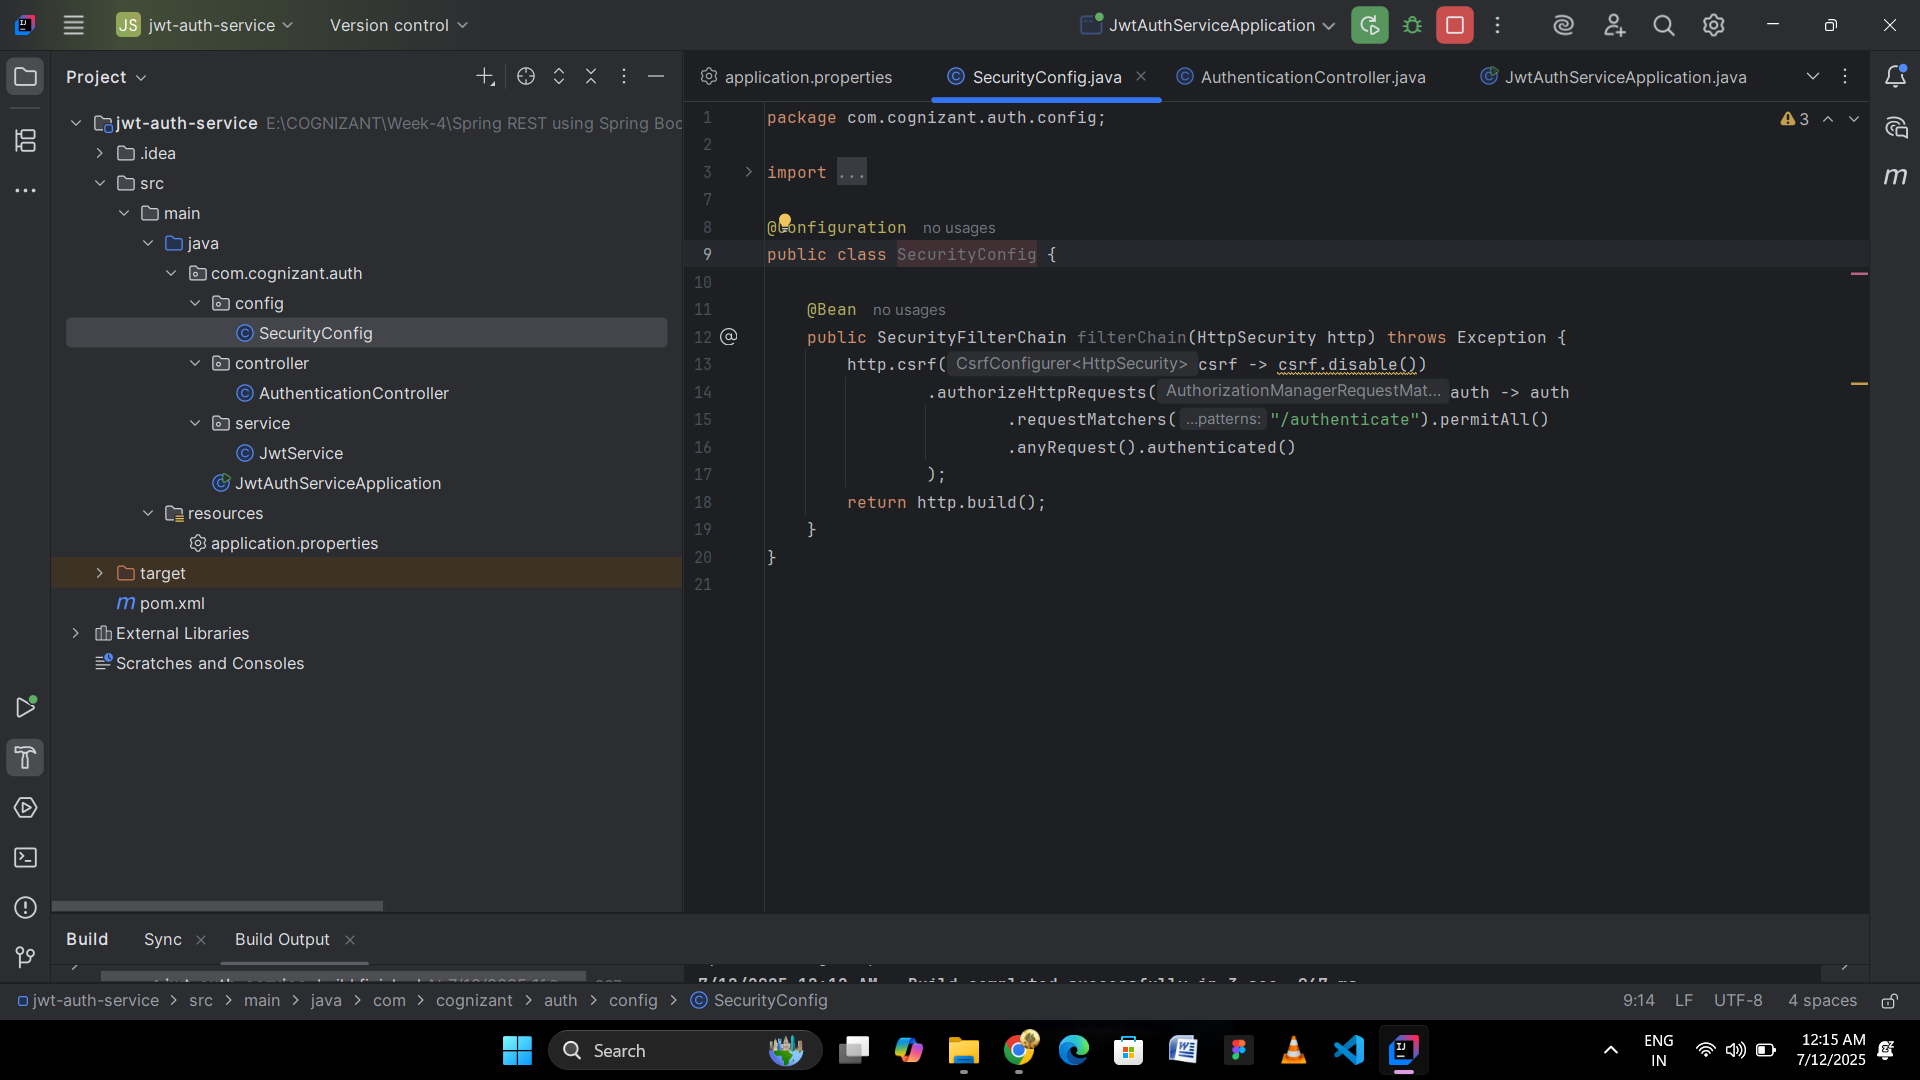 JS jwt-auth-service Version control JwtAuthServiceApplication
Project
application.properties SecurityConfig.java AuthenticationController.java JwtAuthServiceApplication.java
jwt-auth-service E:\COGNIZANT\Week-4\Spring REST using Spring Boo
.idea
src
main
java
com.cognizant.auth
config
SecurityConfig
controller
AuthenticationController
service
JwtService
JwtAuthServiceApplication
resources
application.properties
target
m pom.xml
External Libraries
Scratches and Consoles
1 package com.cognizant.auth.config;
3
2
3 import ...
7
8 @Configuration no usages
9 public class SecurityConfig {
10
11 @Bean no usages
12 public SecurityFilterChain filterChain(HttpSecurity http) throws Exception {
13 http.csrf( CsrfConfigurer<HttpSecurity> csrf -> csrf.disable())
14 .authorizeHttpRequests( AuthorizationManagerRequestMat... auth -> auth
15 .requestMatchers( ...patterns: "/authenticate").permitAll()
16 .anyRequest().authenticated()
17 );
18 return http.build();
19 }
20 }
21
m
Build Sync Build Output
jwt-auth-service > src > main > java > com > cognizant > auth > config > SecurityConfig 9:14 LF UTF-8 4 spaces
Search
ENG
IN
12:15 AM
7/12/2025